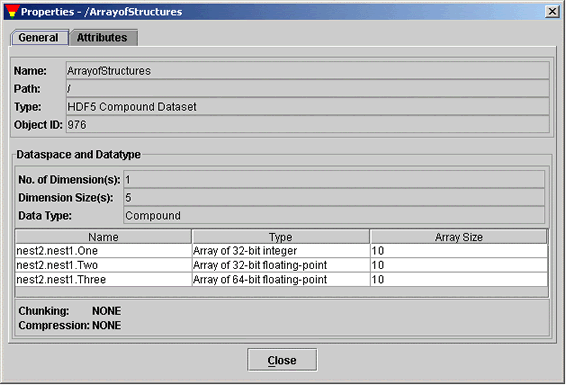 Properties - /ArrayofStructures
General Attributes
Name: ArrayofStructures
Path: /
Type: HDF5 Compound Dataset
Object ID: 976
Dataspace and Datatype
No. of Dimension(s): 1
Dimension Size(s): 5
Data Type: Compound
Name Type Array Size
nest2.nest1.One Array of 32-bit integer 10
nest2.nest1.Two Array of 32-bit floating-point 10
nest2.nest1.Three Array of 64-bit floating-point 10
Chunking: NONE
Compression: NONE
Close